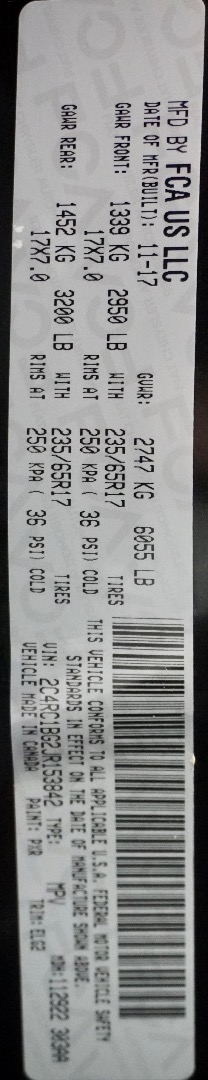 MFD BY FCA US LLC
DATE OF MFR(BUILT): 11-17 GVWR: 2747 KG 6055 LB
GAWR FRONT: 1339 KG 2950 LB WITH 235/65R17 TIRES
17X7.0 RIMS AT 250 KPA ( 36 PSI) COLD
GAWR REAR: 1452 KG 3200 LB WITH 235/65R17 TIRES
17X7.0 RIMS AT 250 KPA ( 36 PSI) COLD
THIS VEHICLE CONFORMS TO ALL APPLICABLE U.S.A. FEDERAL MOTOR VEHICLE SAFETY
STANDARDS IN EFFECT ON THE DATE OF MANUFACTURE SHOWN ABOVE.
VIN: 2C4RC1BG2JR153842 TYPE: MPV MDH:112922 303AA
VEHICLE MADE IN CANADA PAINT: PXR TRIM: ELG2